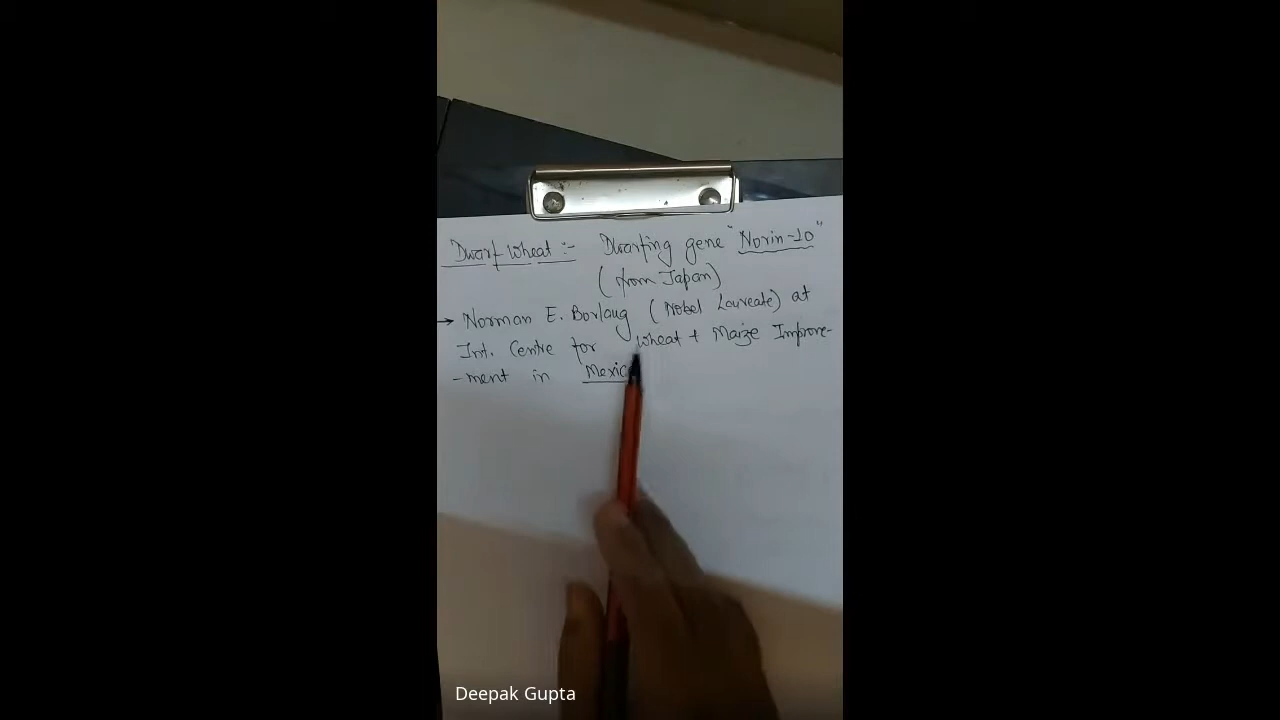 Dwarf Wheat :- Dwarfing gene "Norin-10"
(from Japan)
→ Norman E. Borlaug (Nobel Laureate) at
Int. Centre for Wheat + Maize Improve-
-ment in Mexico
Deepak Gupta